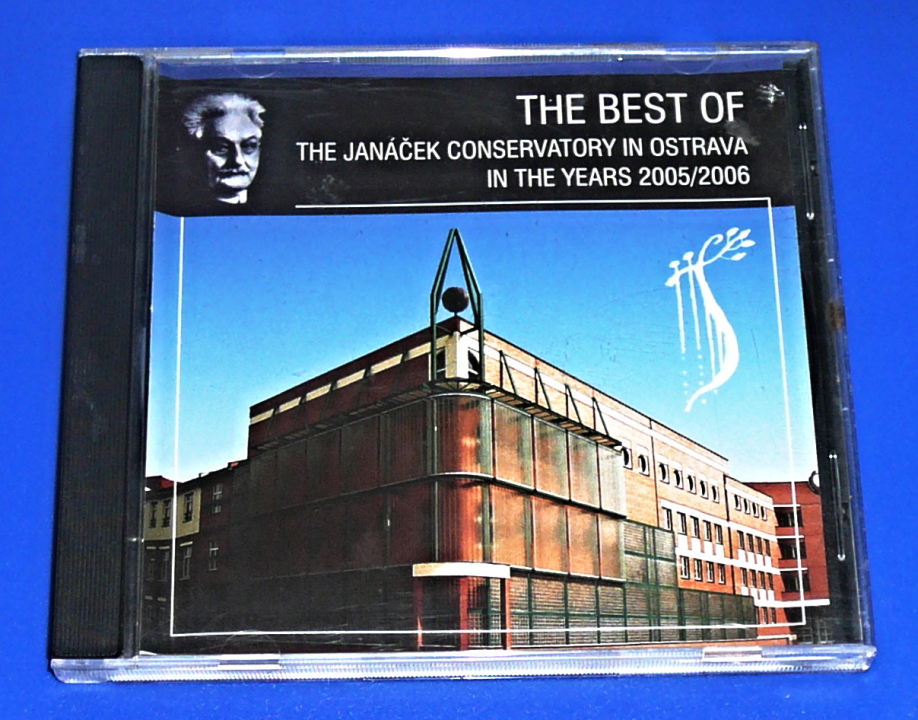 THE BEST OF
THE JANÁČEK CONSERVATORY IN OSTRAVA
IN THE YEARS 2005/2006